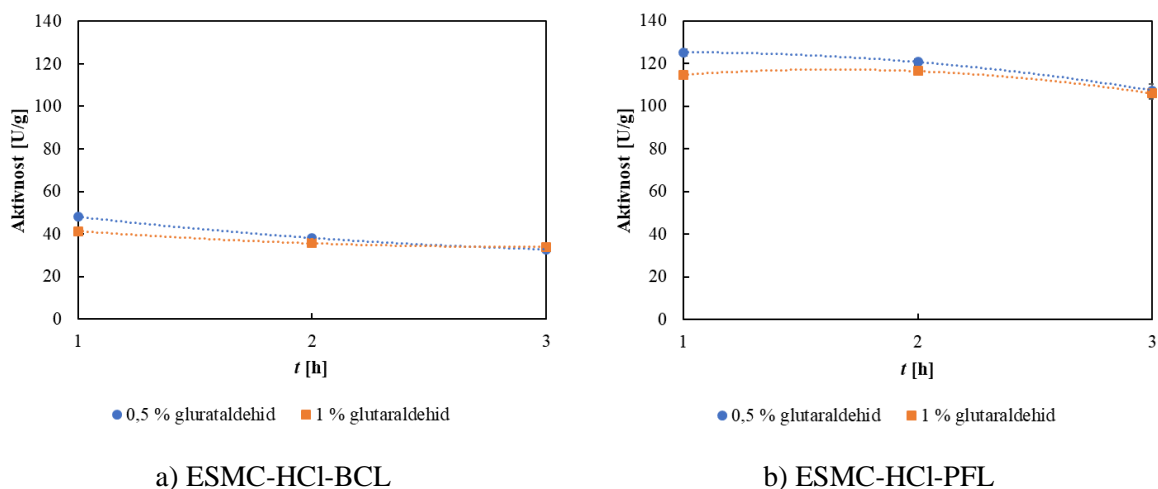 140
120
100
80
60
40
20
0
Aktivnost [U/g]
1
2
3
t [h]
0,5 % glurataldehid
1 % glutaraldehid
a) ESMC-HCl-BCL
140
120
100
80
60
40
20
0
Aktivnost [U/g]
1
2
3
t [h]
0,5 % glutaraldehid
1 % glutaraldehid
b) ESMC-HCl-PFL